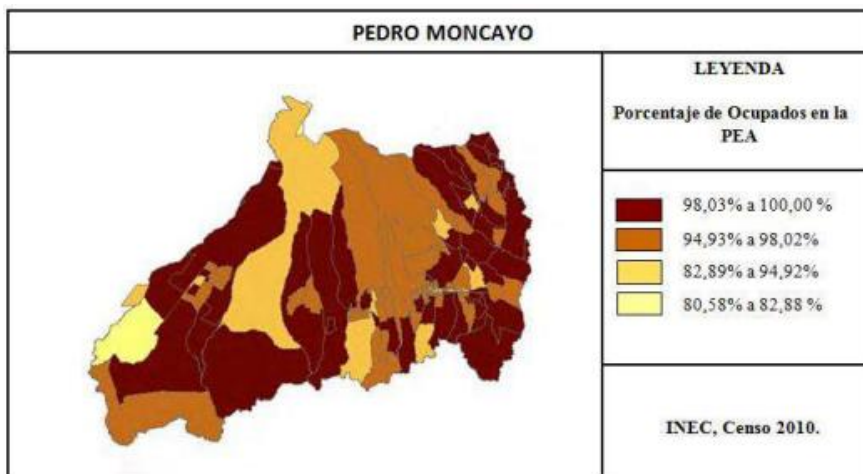 PEDRO MONCAYO
LEYENDA
Porcentaje de Ocupados en la
PEA
98,03% a 100,00 %
94,93% a 98,02%
82,89% a 94,92%
80,58% a 82,88 %
INEC, Censo 2010.